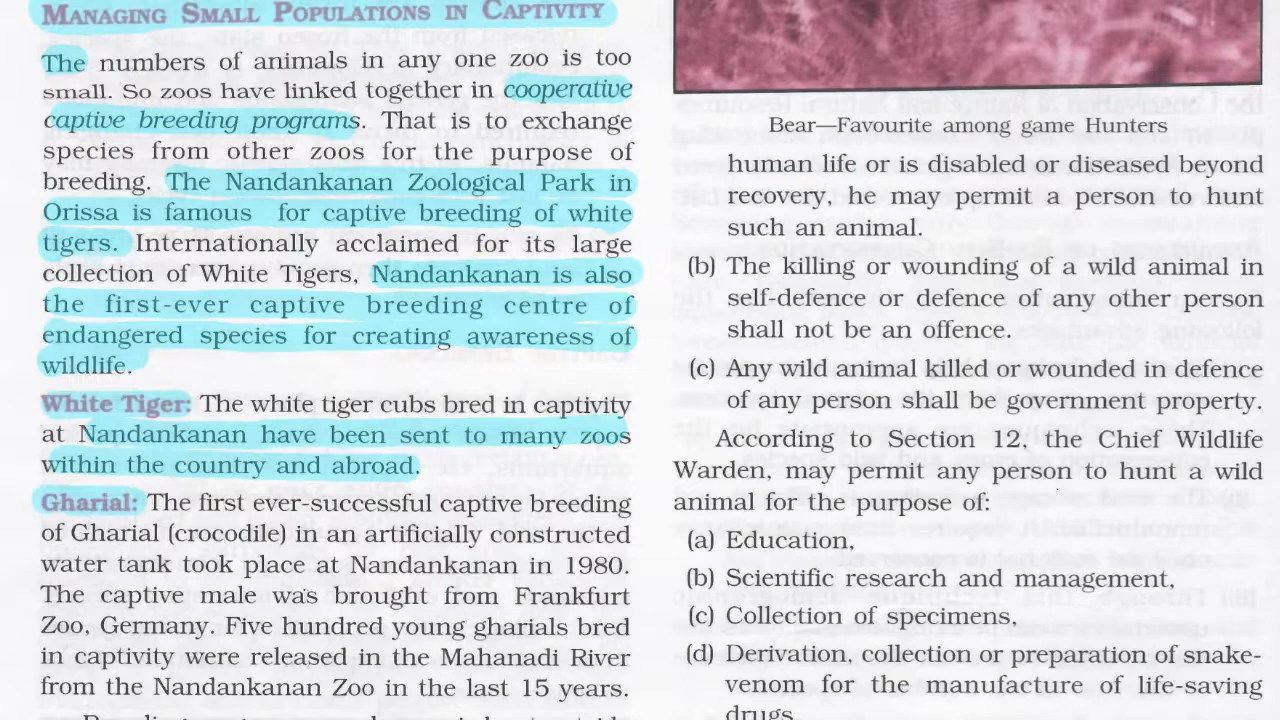 MANAGING SMALL POPULATIONS IN CAPTIVITY
The numbers of animals in any one zoo is too
small. So zoos have linked together in cooperative
captive breeding programs. That is to exchange
species from other zoos for the purpose of
breeding. The Nandankanan Zoological Park in
Orissa is famous for captive breeding of white
tigers. Internationally acclaimed for its large
collection of White Tigers, Nandankanan is also
the first-ever captive breeding centre of
endangered species for creating awareness of
wildlife.
White Tiger: The white tiger cubs bred in captivity
at Nandankanan have been sent to many zoos
within the country and abroad.
Gharial: The first ever-successful captive breeding
of Gharial (crocodile) in an artificially constructed
water tank took place at Nandankanan in 1980.
The captive male was brought from Frankfurt
Zoo, Germany. Five hundred young gharials bred
in captivity were released in the Mahanadi River
from the Nandankanan Zoo in the last 15 years.
Bear—Favourite among game Hunters
human life or is disabled or diseased beyond
recovery, he may permit a person to hunt
such an animal.
(b) The killing or wounding of a wild animal in
self-defence or defence of any other person
shall not be an offence.
(c) Any wild animal killed or wounded in defence
of any person shall be government property.
According to Section 12, the Chief Wildlife
Warden, may permit any person to hunt a wild
animal for the purpose of:
(a) Education,
(b) Scientific research and management,
(c) Collection of specimens,
(d) Derivation, collection or preparation of snake-
venom for the manufacture of life-saving
drugs.